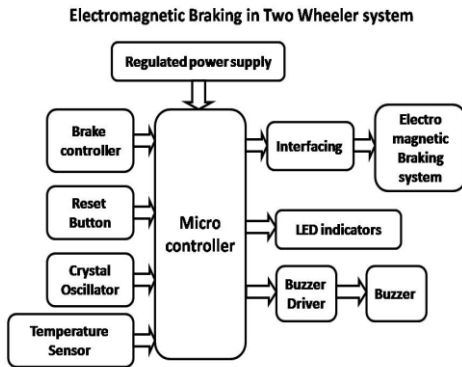 Electromagnetic Braking in Two Wheeler system
Regulated power supply
Brake
controller
Reset
Button
Crystal
Oscillator
Temperature
Sensor
Micro
controller
Interfacing
Electro
magnetic
Braking
system
LED indicators
Buzzer
Driver
Buzzer